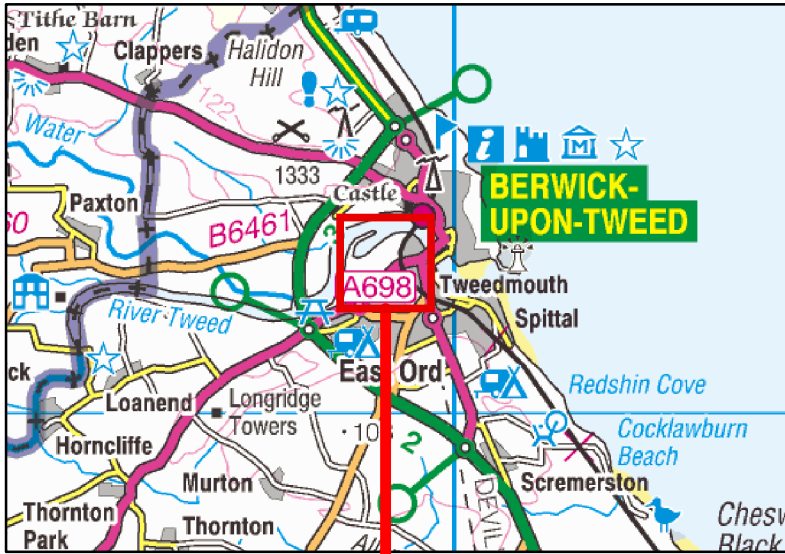 Tithe Barn
den
Clappers
Halidon
Hill
122
Water
1333
Castle
i
M
BERWICK-
UPON-TWEED
Paxton
60
B6461
2
A698
Tweedmouth
River Tweed
Spittal
East Ord
ck
Loanend
Longridge
Towers
Redshin Cove
Horncliffe
2
Cocklawburn
Beach
Murton
Scremerston
Thornton
Park
Thornton
DEVIL
Chesw
Black